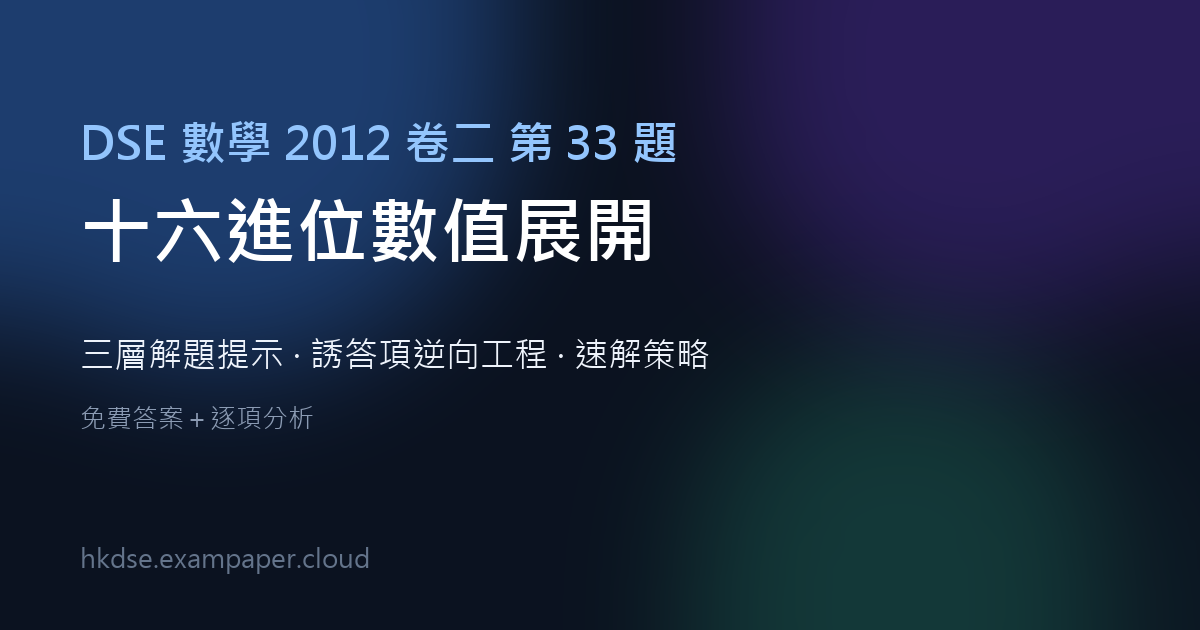 DSE 數學 2012 卷二 第 33 題
十六進位數值展開
三層解題提示 · 誘答項逆向工程 · 速解策略
免費答案 + 逐項分析
hkdse.exampaper.cloud